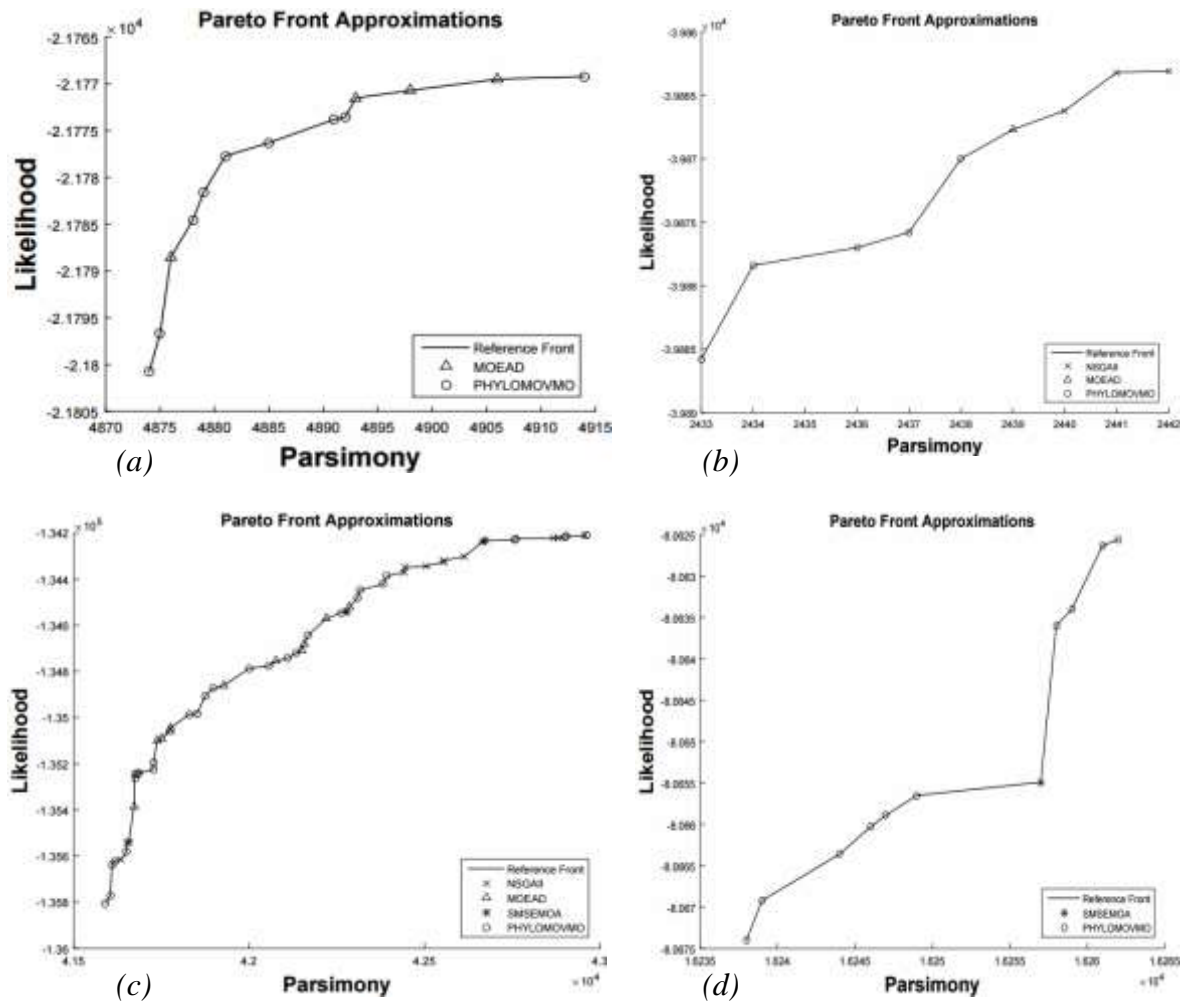 Pareto Front Approximations
×10⁴
-2.1765
-2.177
-2.1775
-2.178
-2.1785
-2.179
-2.1795
-2.18
-2.1805
Likelihood
Reference Front
MOEAD
PHYLOMOVMO
4870 4875 4880 4885 4890 4895 4900 4905 4910 4915
Parsimony
(a)
Pareto Front Approximations
×10⁴
-3.986
-3.9865
-3.987
-3.9875
-3.988
-3.9885
-3.989
Likelihood
Reference Front
NSGAII
MOEAD
PHYLOMOVMO
2433 2434 2435 2436 2437 2438 2439 2440 2441 2442
Parsimony
(b)
Pareto Front Approximations
-1.342
-1.344
-1.346
-1.348
-1.35
-1.352
-1.354
-1.356
-1.358
-1.36
Likelihood
Reference Front
NSGAII
MOEAD
SMSEMOA
PHYLOMOVMO
4.15 4.2 4.25 4.3
×10⁴
Parsimony
(c)
Pareto Front Approximations
×10⁴
-8.0625
-8.063
-8.0635
-8.064
-8.0645
-8.065
-8.0655
-8.066
-8.0665
-8.067
-8.0675
Likelihood
Reference Front
SMSEMOA
PHYLOMOVMO
1.6235 1.624 1.6245 1.625 1.6255 1.626 1.6265
×10⁴
Parsimony
(d)